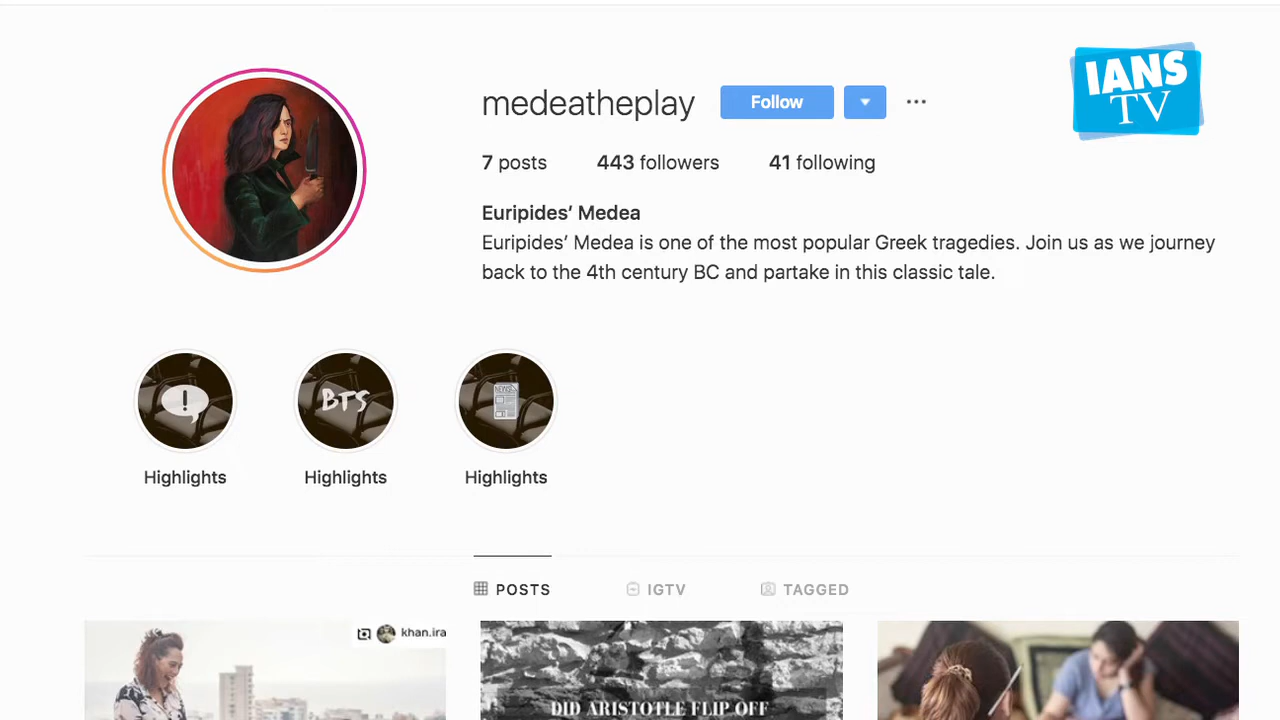 IANS
TV
medeatheplay Follow
7 posts 443 followers 41 following
Euripides‘ Medea
Euripides’ Medea is one of the most popular Greek tragedies. Join us as we journey
back to the 4th century BC and partake in this classic tale.
!
BTS
NEWS
Highlights Highlights Highlights
POSTS IGTV TAGGED
khan.ira
DID ARISTOTLE FLIP OFF